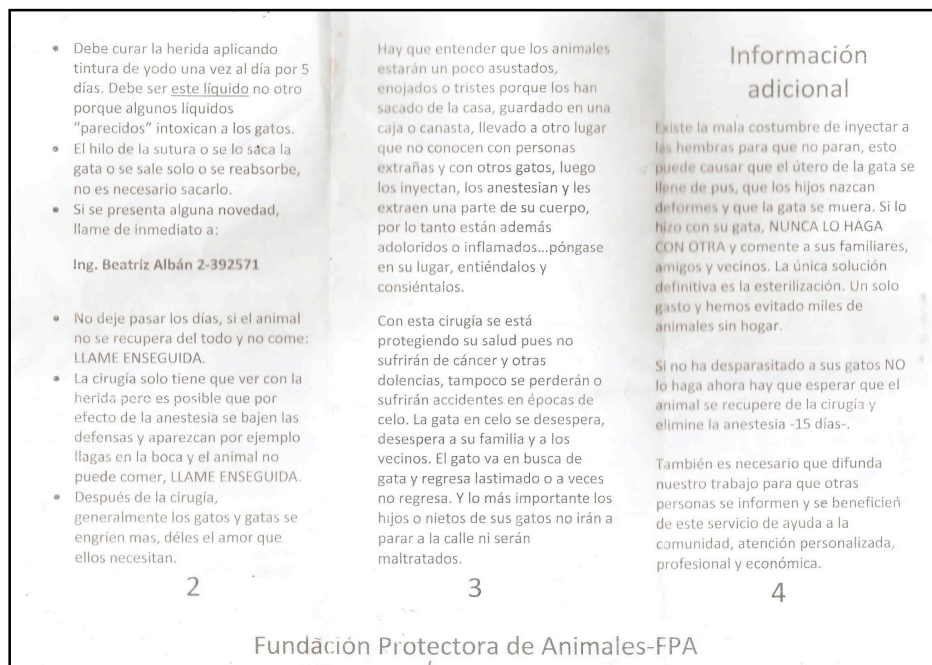 • Debe curar la herida aplicando
tintura de yodo una vez al día por 5
días. Debe ser este líquido no otro
porque algunos líquidos
“parecidos” intoxican a los gatos.
• El hilo de la sutura o se lo saca la
gata o se sale solo o se reabsorbe,
no es necesario sacarlo.
• Si se presenta alguna novedad,
llame de inmediato a:
Ing. Beatriz Albán 2-392571
• No deje pasar los días, si el animal
no se recupera del todo y no come:
LLAME ENSEGUIDA.
• La cirugía solo tiene que ver con la
herida pero es posible que por
efecto de la anestesia se bajen las
defensas y aparezcan por ejemplo
llagas en la boca y el animal no
puede comer, LLAME ENSEGUIDA.
• Después de la cirugía,
generalmente los gatos y gatas se
engríen mas, déles el amor que
ellos necesitan.
2
Hay que entender que los animales
estarán un poco asustados,
enojados o tristes porque los han
sacado de la casa, guardado en una
caja o canasta, llevado a otro lugar
que no conocen con personas
extrañas y con otros gatos, luego
los inyectan, los anestesian y les
extraen una parte de su cuerpo,
por lo tanto están además
adoloridos o inflamados...póngase
en su lugar, entiéndalos y
consiéntalos.
Con esta cirugía se está
protegiendo su salud pues no
sufrirán de cáncer y otras
dolencias, tampoco se perderán o
sufrirán accidentes en épocas de
celo. La gata en celo se desespera,
desespera a su familia y a los
vecinos. El gato va en busca de
gata y regresa lastimado o a veces
no regresa. Y lo más importante los
hijos o nietos de sus gatos no irán a
parar a la calle ni serán
maltratados.
3
Información
adicional
Existe la mala costumbre de inyectar a
las hembras para que no paran, esto
puede causar que el útero de la gata se
llene de pus, que los hijos nazcan
deformes y que la gata se muera. Si lo
hizo con su gata, NUNCA LO HAGA
CON OTRA y comente a sus familiares,
amigos y vecinos. La única solución
definitiva es la esterilización. Un solo
gasto y hemos evitado miles de
animales sin hogar.
Si no ha desparasitado a sus gatos NO
lo haga ahora hay que esperar que el
animal se recupere de la cirugía y
elimine la anestesia -15 días-.
También es necesario que difunda
nuestro trabajo para que otras
personas se informen y se beneficien
de este servicio de ayuda a la
comunidad, atención personalizada,
profesional y económica.
4
Fundación Protectora de Animales-FPA